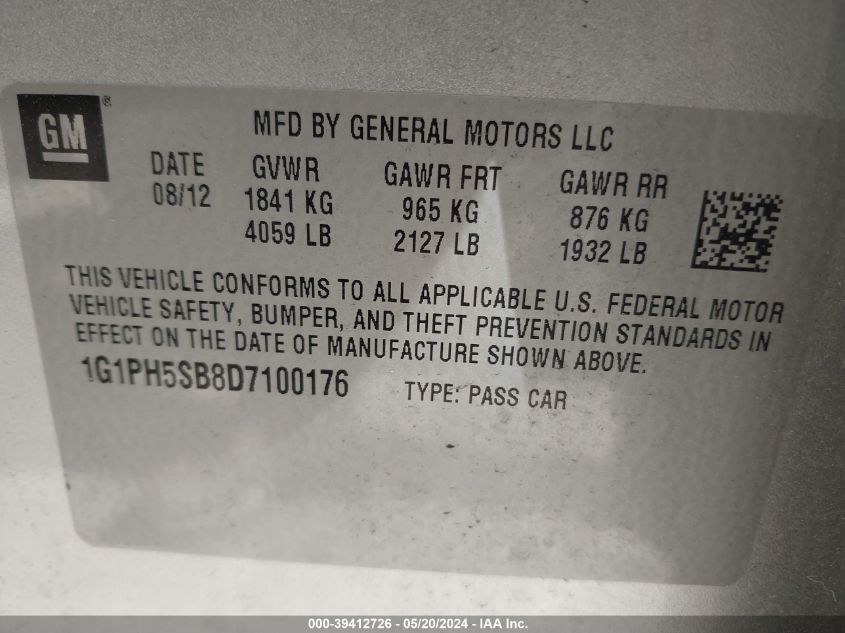 GM ®
MFD BY GENERAL MOTORS LLC
DATE GVWR GAWR FRT GAWR RR
08/12 1841 KG 965 KG 876 KG
4059 LB 2127 LB 1932 LB
THIS VEHICLE CONFORMS TO ALL APPLICABLE U.S. FEDERAL MOTOR
VEHICLE SAFETY, BUMPER, AND THEFT PREVENTION STANDARDS IN
EFFECT ON THE DATE OF MANUFACTURE SHOWN ABOVE.
1G1PH5SB8D7100176 TYPE: PASS CAR
000-39412726 - 05/20/2024 - IAA Inc.